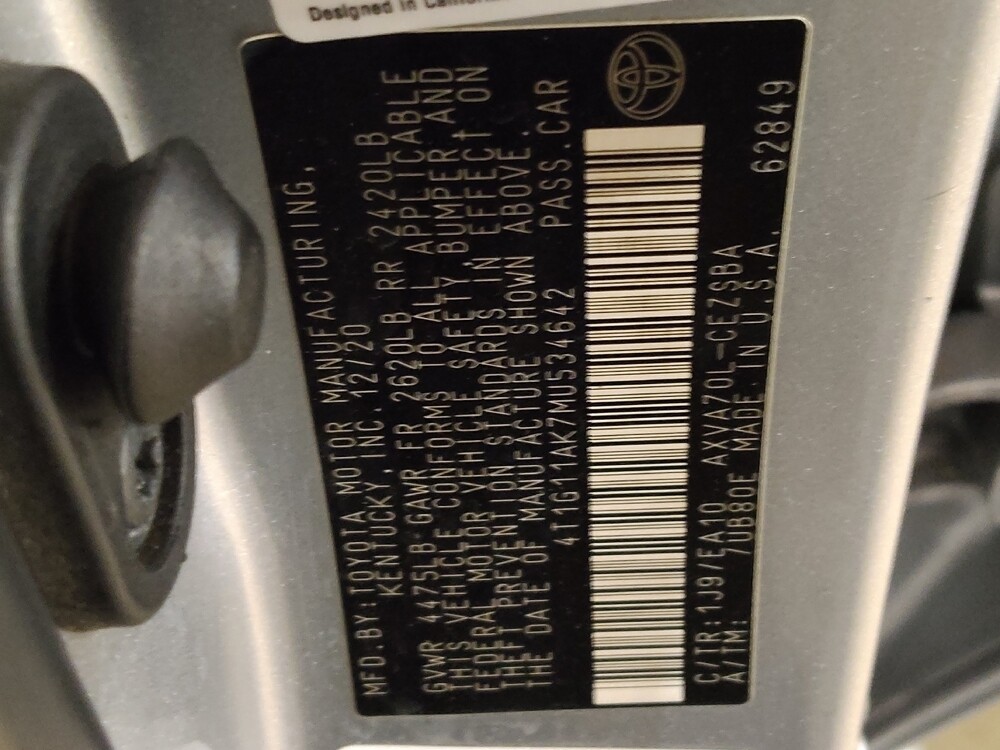 Designed in
MFD.BY:TOYOTA MOTOR MANUFACTURING,
KENTUCKY, INC. 12/20
GVWR 4475LB GAWR FR 2620LB RR 2420LB
THIS VEHICLE CONFORMS TO ALL APPLICABLE
FEDERAL MOTOR VEHICLE SAFETY, BUMPER AND
THEFT PREVENTION STANDARDS IN EFFECT ON
THE DATE OF MANUFACTURE SHOWN ABOVE.
4T1G11AK7MU534642 PASS.CAR
C/TR:1J9/EA10 AXVA70L-CEZSBA
A/TM: /UB80E MADE IN U.S.A. 62849